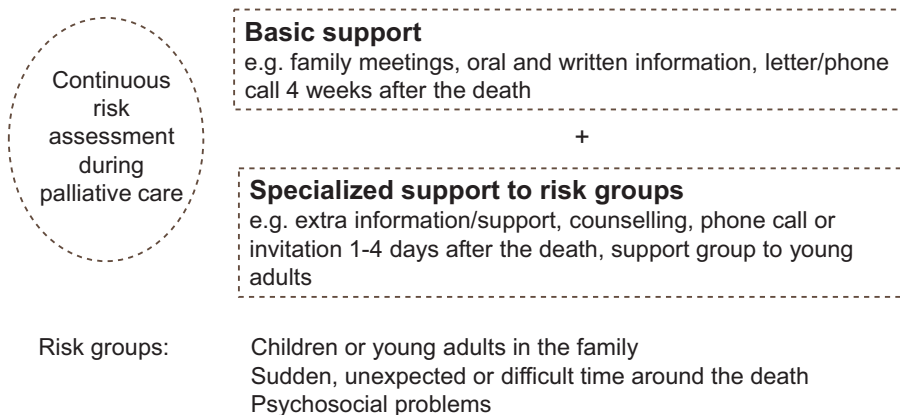 Continuous
risk
assessment
during
palliative care
Basic support
e.g. family meetings, oral and written information, letter/phone
call 4 weeks after the death
+
Specialized support to risk groups
e.g. extra information/support, counselling, phone call or
invitation 1-4 days after the death, support group to young
adults
Risk groups:
Children or young adults in the family
Sudden, unexpected or difficult time around the death
Psychosocial problems